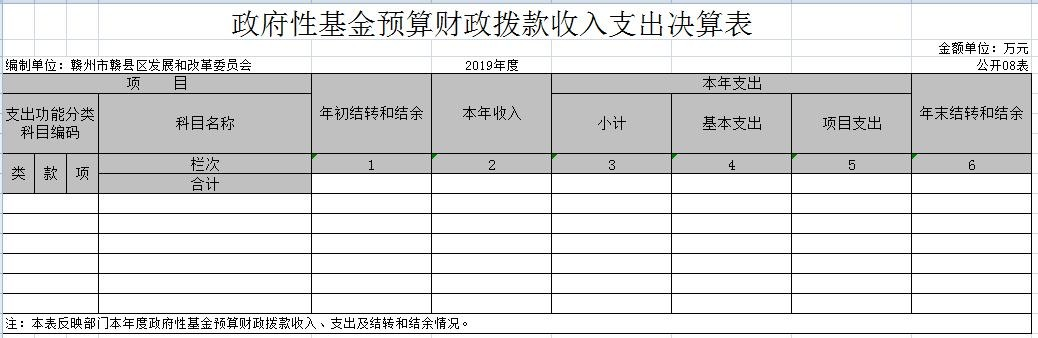 政府性基金预算财政拨款收入支出决算表
金额单位：万元
编制单位：赣州市赣县区发展和改革委员会 2019年度 公开08表
项 目 年初结转和结余 本年收入 本年支出 年末结转和结余
支出功能分类科目编码 科目名称 小计 基本支出 项目支出
类 款 项 栏次 1 2 3 4 5 6
合计
注：本表反映部门本年度政府性基金预算财政拨款收入、支出及结转和结余情况。